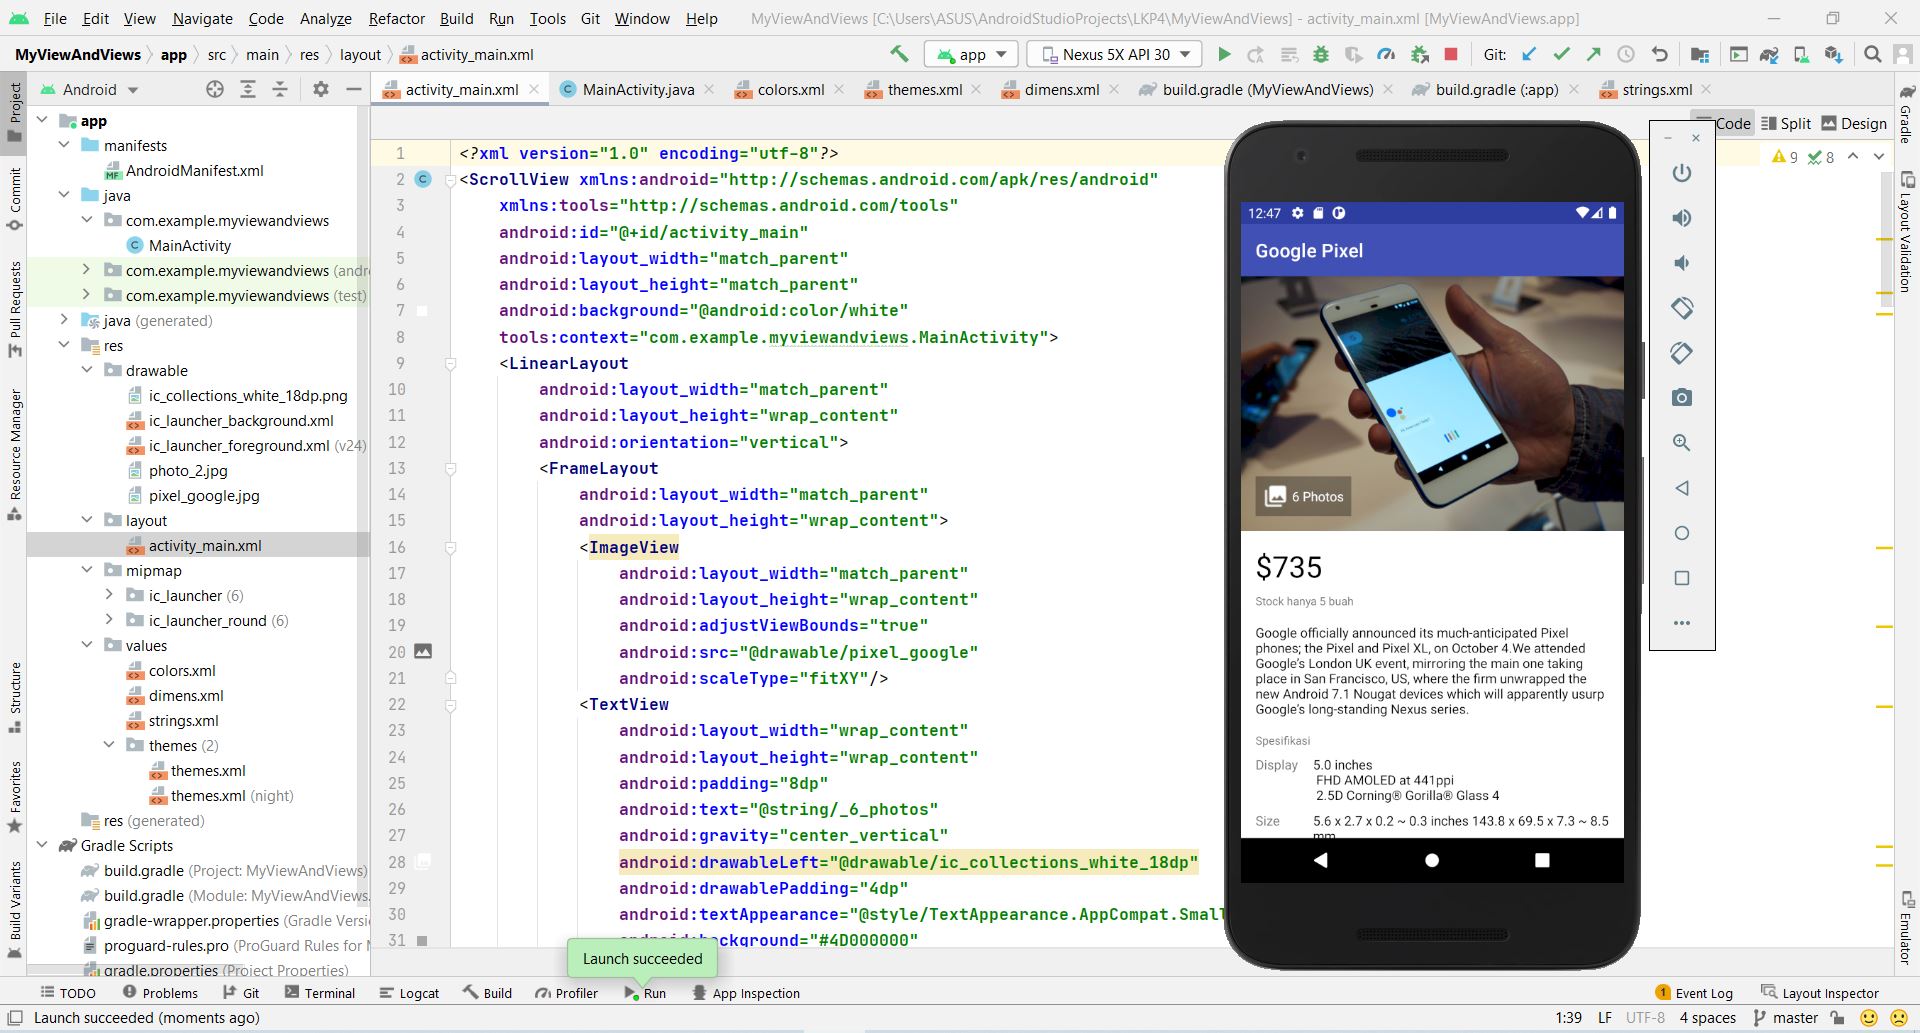 File Edit View Navigate Code Analyze Refactor Build Run Tools Git Window Help MyViewAndViews [C:\Users\ASUS\AndroidStudioProjects\LKP4\MyViewAndViews] - activity_main.xml [MyViewAndViews.app]
MyViewAndViews app src main res layout activity_main.xml app Nexus 5X API 30 Git:
Android
activity_main.xml MainActivity.java colors.xml themes.xml dimens.xml build.gradle (MyViewAndViews) build.gradle (:app) strings.xml
Code Split Design
9 8
Project
Commit
Pull Requests
Resource Manager
Structure
Favorites
Build Variants
app
manifests
AndroidManifest.xml
java
com.example.myviewandviews
MainActivity
com.example.myviewandviews (andro
com.example.myviewandviews (test)
java (generated)
res
drawable
ic_collections_white_18dp.png
ic_launcher_background.xml
ic_launcher_foreground.xml (v24)
photo_2.jpg
pixel_google.jpg
layout
activity_main.xml
mipmap
ic_launcher (6)
ic_launcher_round (6)
values
colors.xml
dimens.xml
strings.xml
themes (2)
themes.xml
themes.xml (night)
res (generated)
Gradle Scripts
build.gradle (Project: MyViewAndViews)
build.gradle (Module: MyViewAndViews.
gradle-wrapper.properties (Gradle Versi
proguard-rules.pro (ProGuard Rules for M
gradle.properties (Project Properties)
1 <?xml version="1.0" encoding="utf-8"?>
2 <ScrollView xmlns:android="http://schemas.android.com/apk/res/android"
3 xmlns:tools="http://schemas.android.com/tools"
4 android:id="@+id/activity_main"
5 android:layout_width="match_parent"
6 android:layout_height="match_parent"
7 android:background="@android:color/white"
8 tools:context="com.example.myviewandviews.MainActivity">
9 <LinearLayout
10 android:layout_width="match_parent"
11 android:layout_height="wrap_content"
12 android:orientation="vertical">
13 <FrameLayout
14 android:layout_width="match_parent"
15 android:layout_height="wrap_content">
16 <ImageView
17 android:layout_width="match_parent"
18 android:layout_height="wrap_content"
19 android:adjustViewBounds="true"
20 android:src="@drawable/pixel_google"
21 android:scaleType="fitXY"/>
22 <TextView
23 android:layout_width="wrap_content"
24 android:layout_height="wrap_content"
25 android:padding="8dp"
26 android:text="@string/_6_photos"
27 android:gravity="center_vertical"
28 android:drawableLeft="@drawable/ic_collections_white_18dp"
29 android:drawablePadding="4dp"
30 android:textAppearance="@style/TextAppearance.AppCompat.Small
31 android:background="#4D000000"
Launch succeeded
12:47
Google Pixel
6 Photos
$735
Stock hanya 5 buah
Google officially announced its much-anticipated Pixel
phones; the Pixel and Pixel XL, on October 4.We attended
Google's London UK event, mirroring the main one taking
place in San Francisco, US, where the firm unwrapped the
new Android 7.1 Nougat devices which will apparently usurp
Google's long-standing Nexus series.
Spesifikasi
Display 5.0 inches
FHD AMOLED at 441ppi
2.5D Corning® Gorilla® Glass 4
Size 5.6 x 2.7 x 0.2 ~ 0.3 inches 143.8 x 69.5 x 7.3 ~ 8.5
mm
Gradle
Layout Validation
Emulator
TODO Problems Git Terminal Logcat Build Profiler Run App Inspection 1 Event Log Layout Inspector
Launch succeeded (moments ago) 1:39 LF UTF-8 4 spaces master